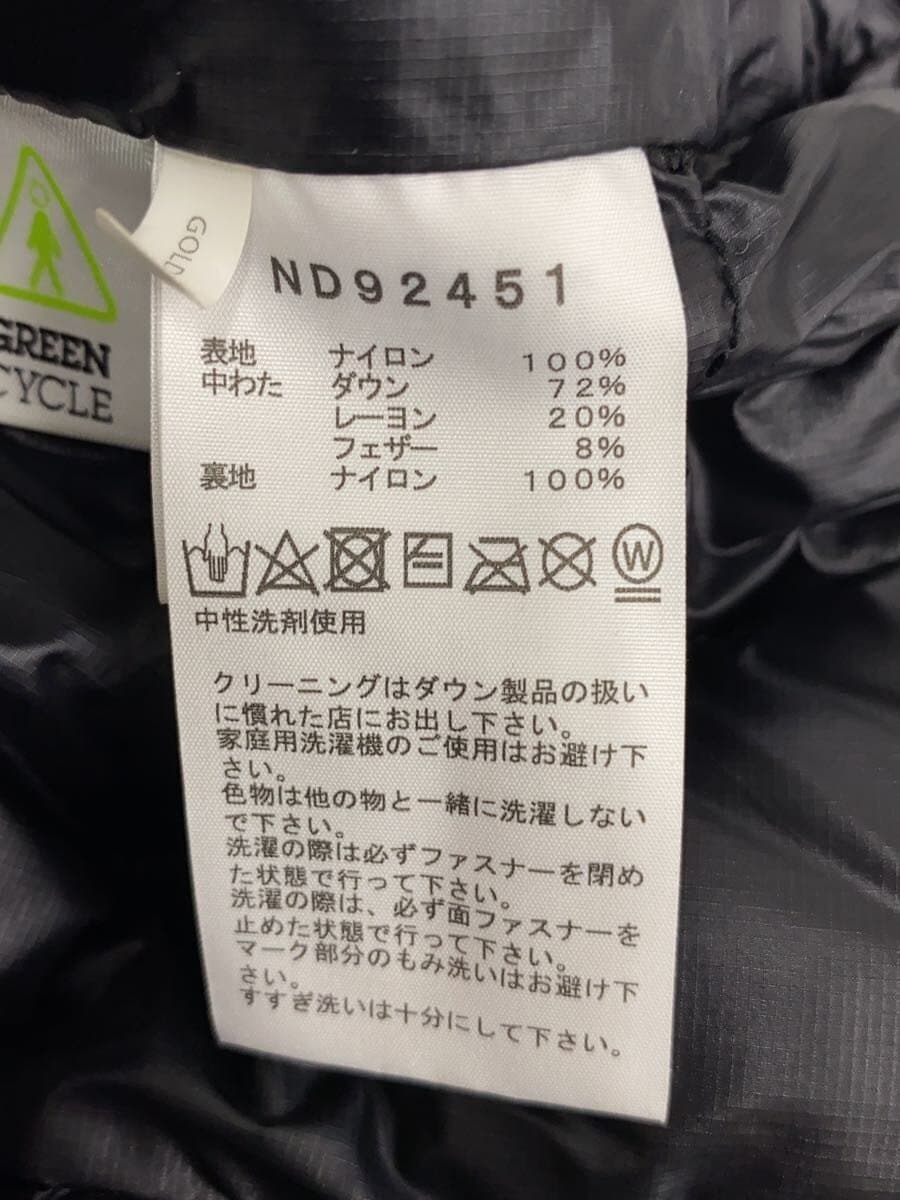 GREEN
CYCLE
GOLD
ND92451
表地 ナイロン 100%
中わた ダウン 72%
レーヨン 20%
フェザー 8%
裏地 ナイロン 100%
W
中性洗剤使用
クリーニングはダウン製品の扱い
に慣れた店にお出し下さい。
家庭用洗濯機のご使用はお避け下
さい。
色物は他の物と一緒に洗濯しない
で下さい。
洗濯の際は必ずファスナーを閉め
た状態で行って下さい。
洗濯の際は、必ず面ファスナーを
止めた状態で行って下さい。
マーク部分のもみ洗いはお避け下
さい。
すすぎ洗いは十分にして下さい。